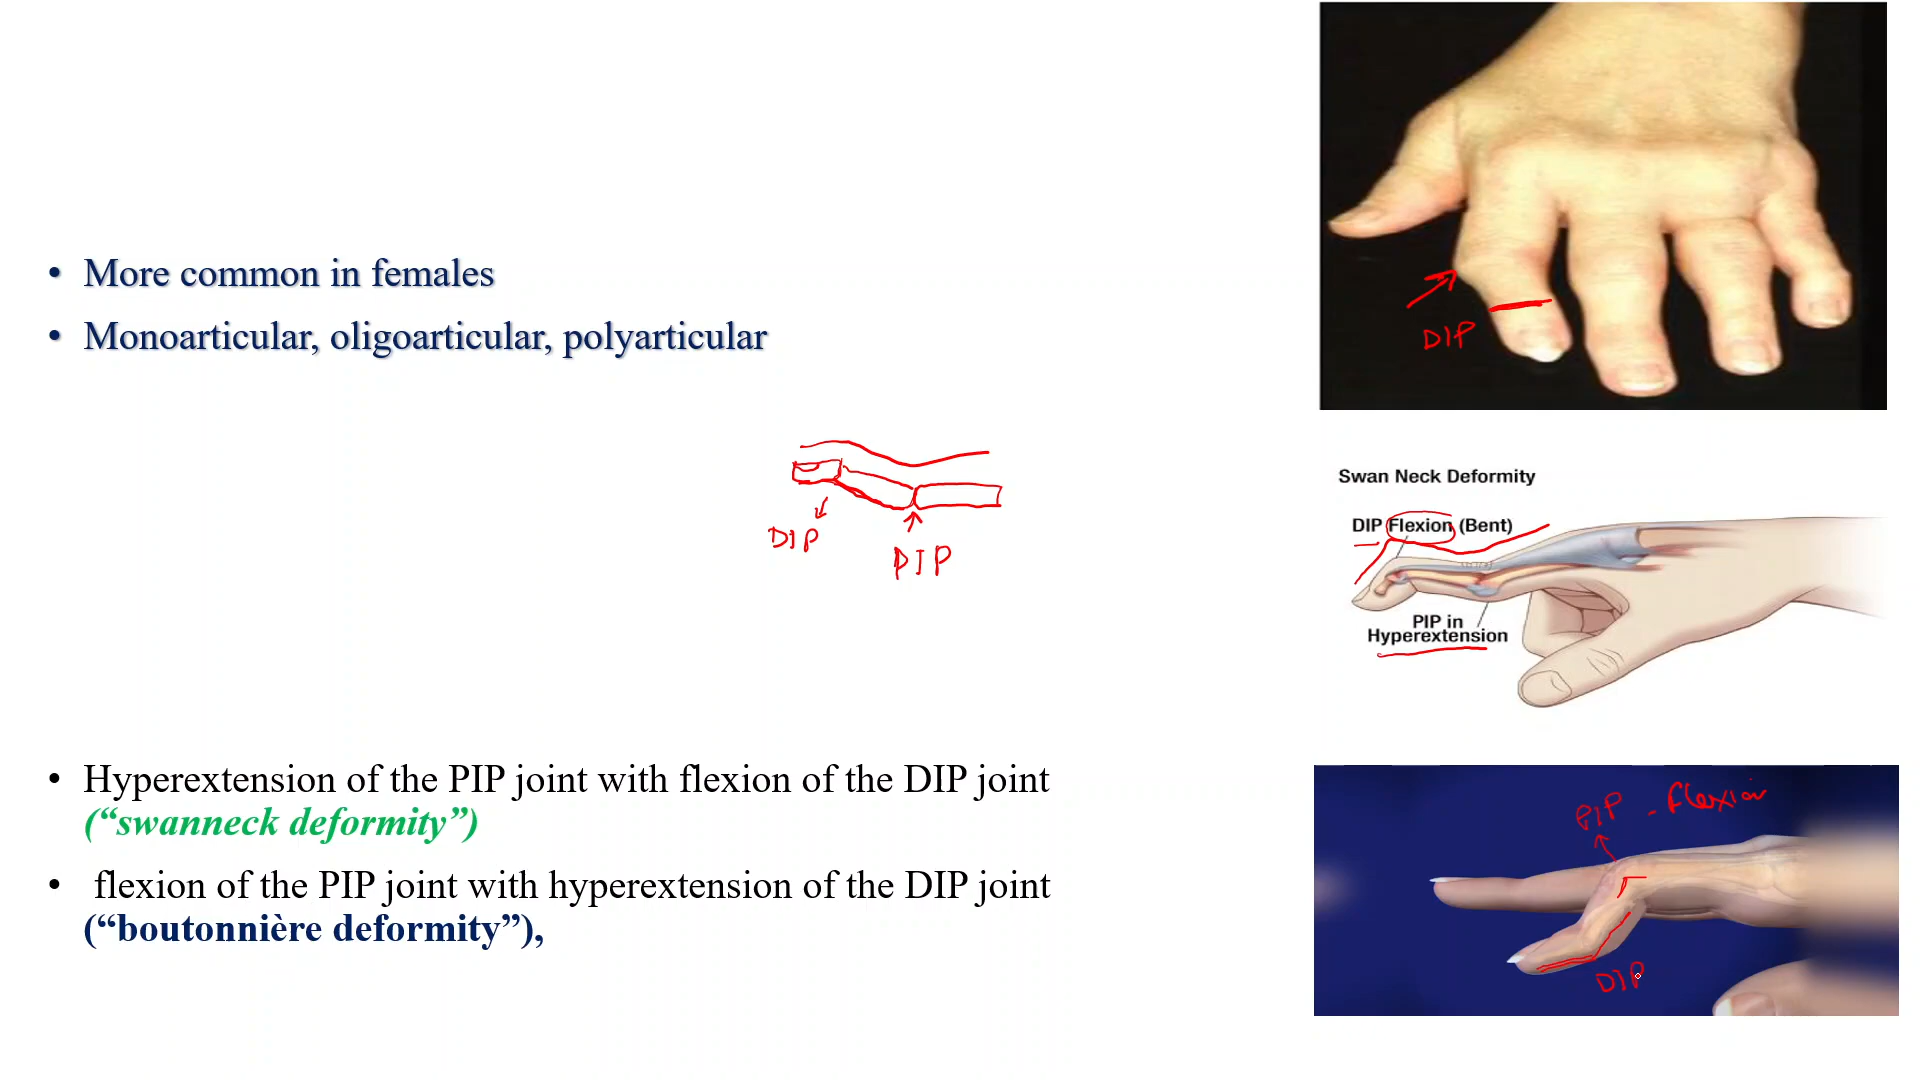 • More common in females
• Monoarticular, oligoarticular, polyarticular
DIP
PIP
• Hyperextension of the PIP joint with flexion of the DIP joint
(“swanneck deformity”)
• flexion of the PIP joint with hyperextension of the DIP joint
(“boutonnière deformity”),
DIP
Swan Neck Deformity
DIP Flexion (Bent)
PIP in
Hyperextension
PIP - flexion
DIP